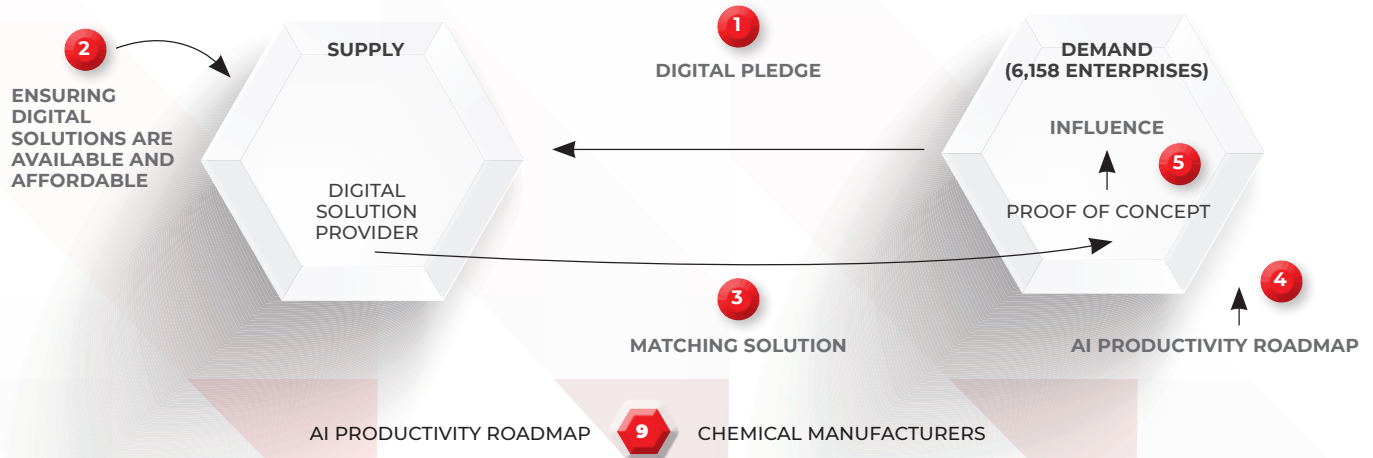 1
DIGITAL PLEDGE
2
ENSURING
DIGITAL
SOLUTIONS ARE
AVAILABLE AND
AFFORDABLE
SUPPLY
DIGITAL
SOLUTION
PROVIDER
DEMAND
(6,158 ENTERPRISES)
INFLUENCE
5
PROOF OF CONCEPT
3
MATCHING SOLUTION
4
AI PRODUCTIVITY ROADMAP
AI PRODUCTIVITY ROADMAP 9 CHEMICAL MANUFACTURERS